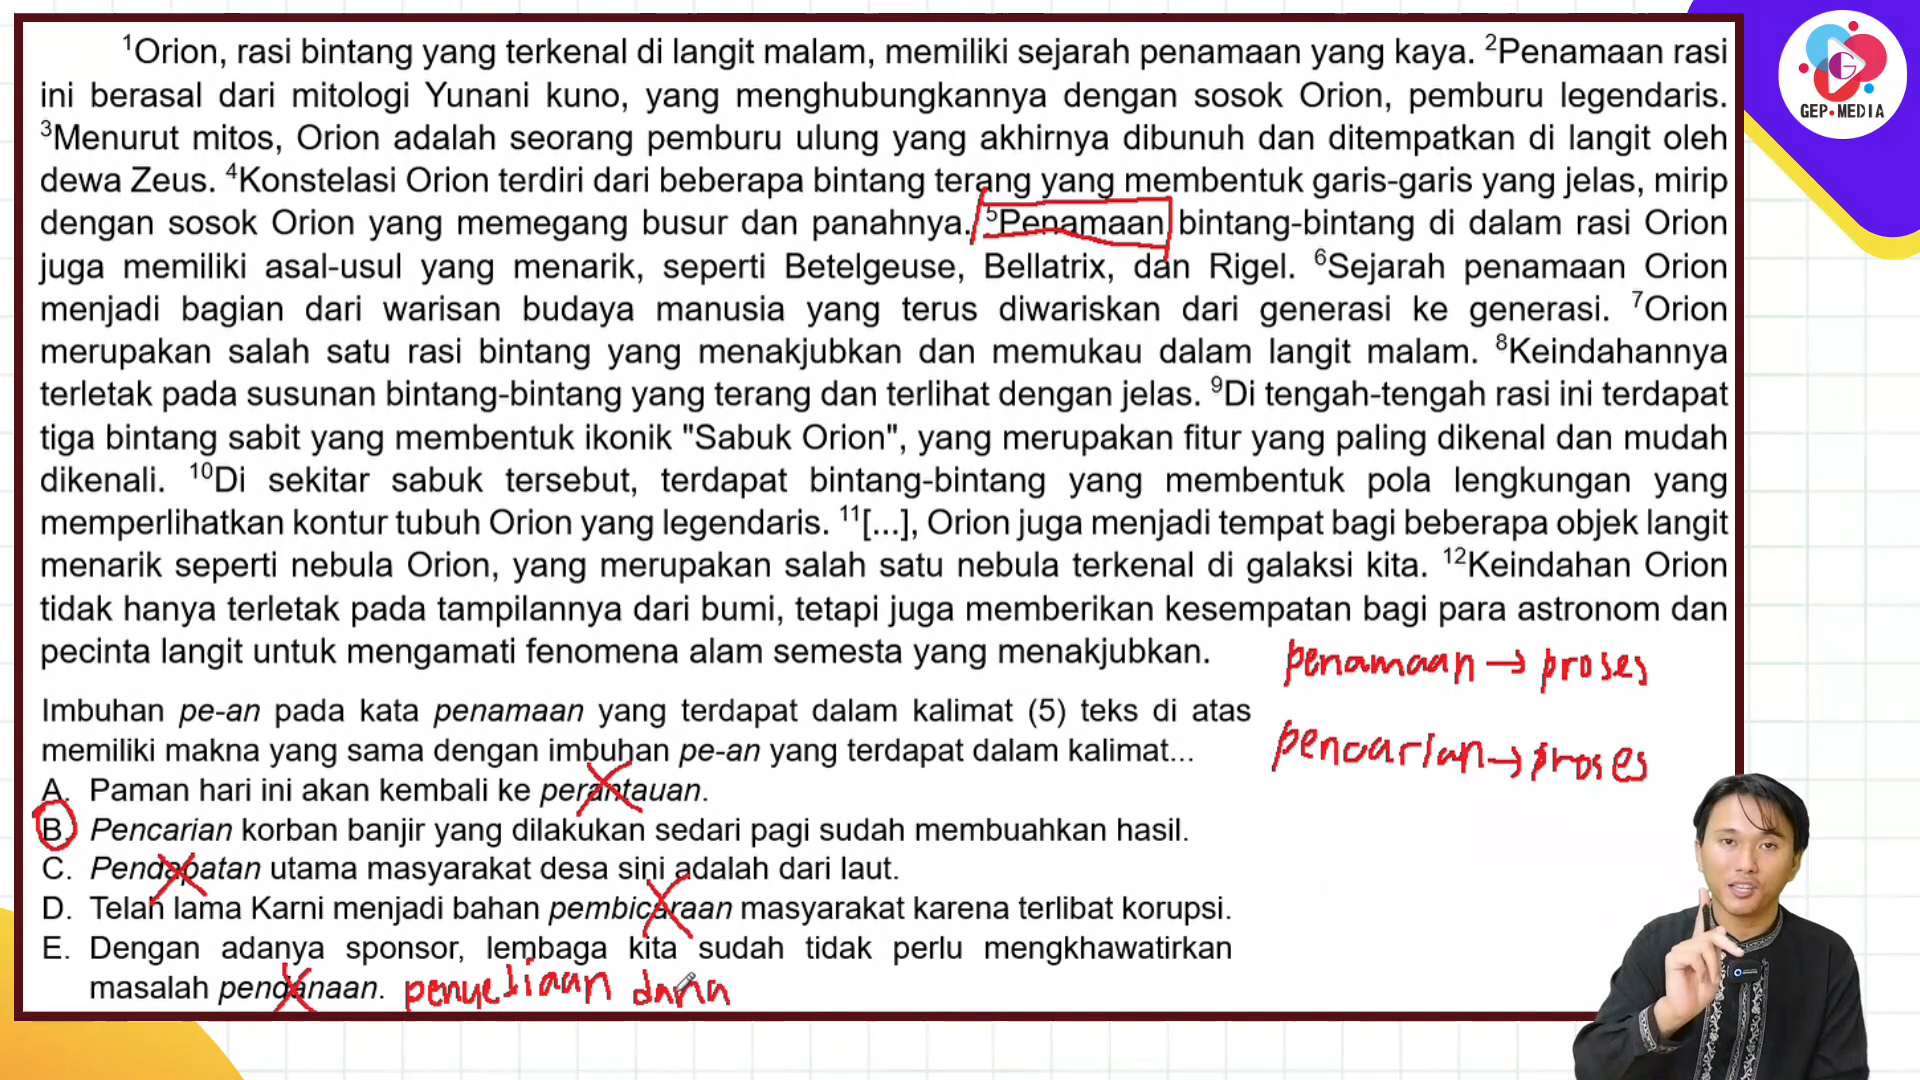 ¹Orion, rasi bintang yang terkenal di langit malam, memiliki sejarah penamaan yang kaya. ²Penamaan rasi
ini berasal dari mitologi Yunani kuno, yang menghubungkannya dengan sosok Orion, pemburu legendaris.
³Menurut mitos, Orion adalah seorang pemburu ulung yang akhirnya dibunuh dan ditempatkan di langit oleh
dewa Zeus. ⁴Konstelasi Orion terdiri dari beberapa bintang terang yang membentuk garis-garis yang jelas, mirip
dengan sosok Orion yang memegang busur dan panahnya. ⁵Penamaan bintang-bintang di dalam rasi Orion
juga memiliki asal-usul yang menarik, seperti Betelgeuse, Bellatrix, dan Rigel. ⁶Sejarah penamaan Orion
menjadi bagian dari warisan budaya manusia yang terus diwariskan dari generasi ke generasi. ⁷Orion
merupakan salah satu rasi bintang yang menakjubkan dan memukau dalam langit malam. ⁸Keindahannya
terletak pada susunan bintang-bintang yang terang dan terlihat dengan jelas. ⁹Di tengah-tengah rasi ini terdapat
tiga bintang sabit yang membentuk ikonik "Sabuk Orion", yang merupakan fitur yang paling dikenal dan mudah
dikenali. ¹⁰Di sekitar sabuk tersebut, terdapat bintang-bintang yang membentuk pola lengkungan yang
memperlihatkan kontur tubuh Orion yang legendaris. ¹¹[...], Orion juga menjadi tempat bagi beberapa objek langit
menarik seperti nebula Orion, yang merupakan salah satu nebula terkenal di galaksi kita. ¹²Keindahan Orion
tidak hanya terletak pada tampilannya dari bumi, tetapi juga memberikan kesempatan bagi para astronom dan
pecinta langit untuk mengamati fenomena alam semesta yang menakjubkan.
penamaan → proses
pencarian → proses
Imbuhan pe-an pada kata penamaan yang terdapat dalam kalimat (5) teks di atas
memiliki makna yang sama dengan imbuhan pe-an yang terdapat dalam kalimat...
A. Paman hari ini akan kembali ke perantauan.
B. Pencarian korban banjir yang dilakukan sedari pagi sudah membuahkan hasil.
C. Pendapatan utama masyarakat desa sini adalah dari laut.
D. Telah lama Karni menjadi bahan pembicaraan masyarakat karena terlibat korupsi.
E. Dengan adanya sponsor, lembaga kita sudah tidak perlu mengkhawatirkan
masalah pendanaan. penyediaan dana
G
GEP•MEDIA